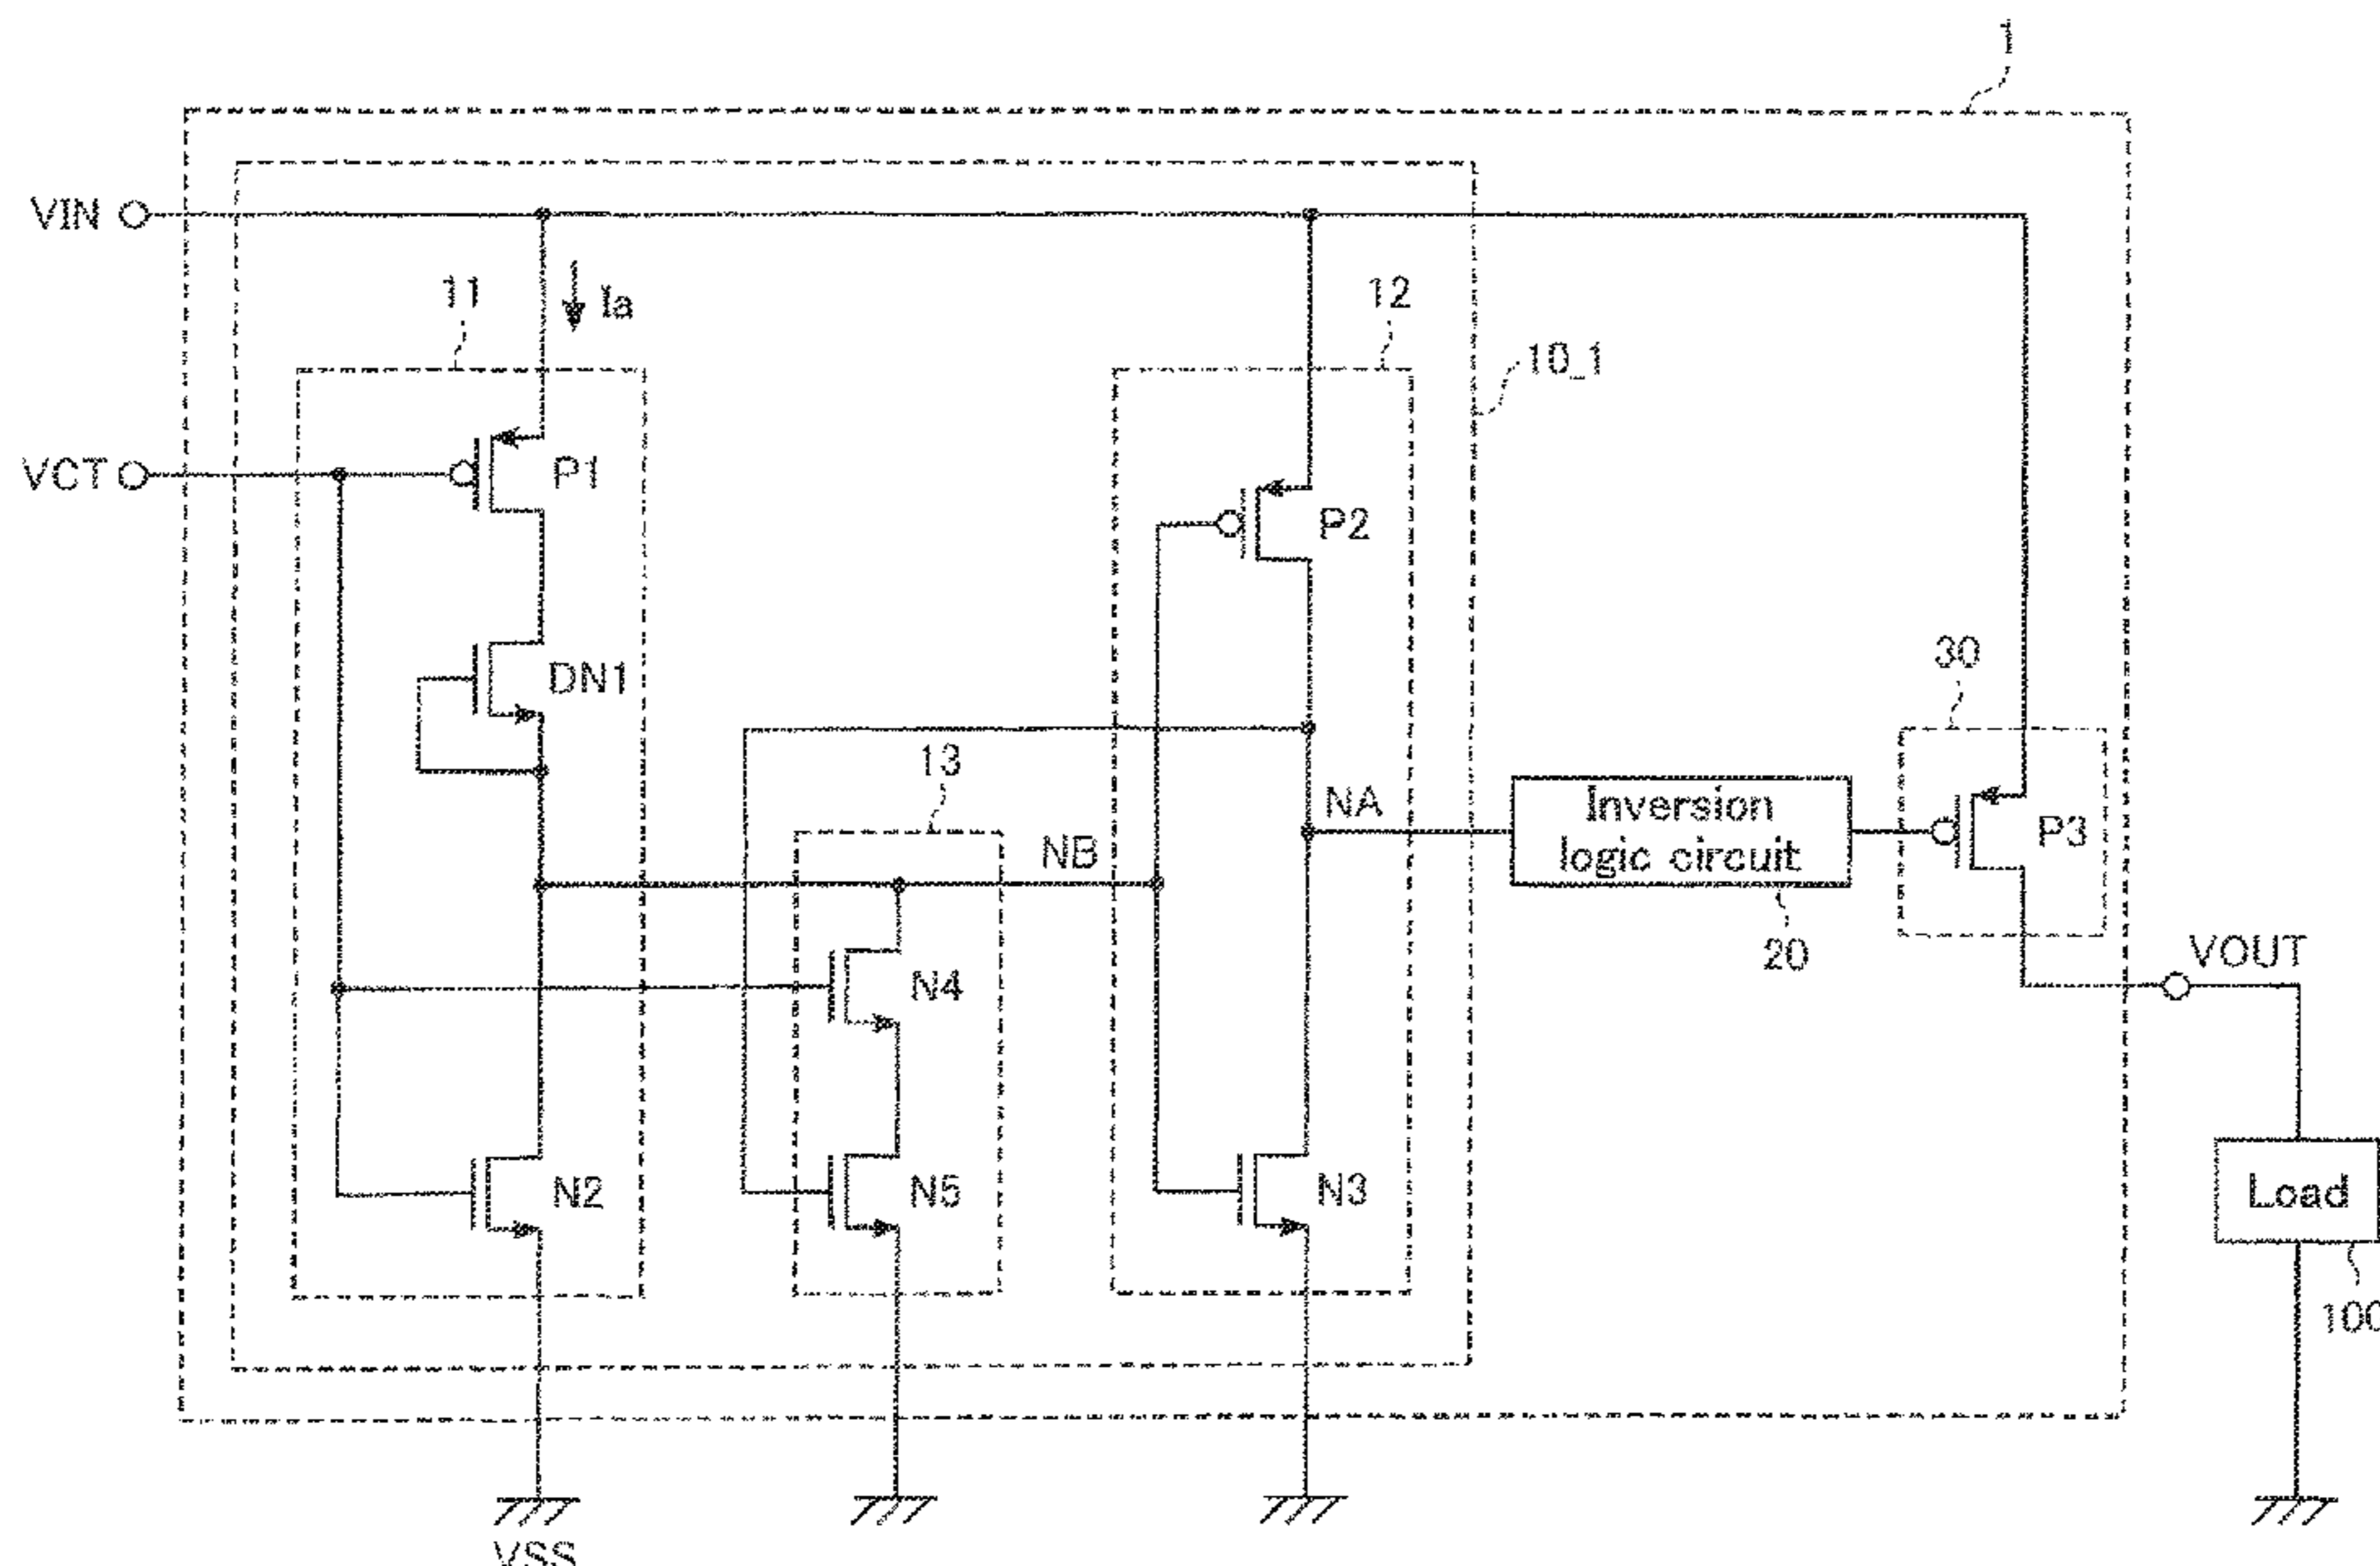 1
VIN
11
Ia
12
10_1
VCT
P1
P2
DN1
30
13
NA
Inversion
logic circuit
P3
NB
20
VOUT
N4
N2
N5
N3
Load
100
VSS